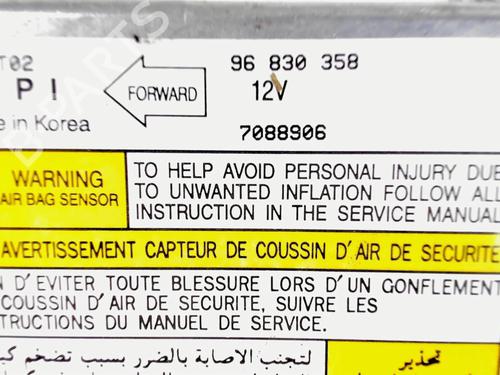 T02
P I
FORWARD
96 830 358
12V
in Korea
7088906
WARNING
AIR BAG SENSOR
TO HELP AVOID PERSONAL INJURY DUE
TO UNWANTED INFLATION FOLLOW ALL
INSTRUCTION IN THE SERVICE MANUAL
AVERTISSEMENT CAPTEUR DE COUSSIN D'AIR DE SECURITE
D'EVITER TOUTE BLESSURE LORS D'UN GONFLEMENT
COUSSIN D'AIR DE SECURITE, SUIVRE LES
TRUCTIONS DU MANUEL DE SERVICE.
لتجنب الاصابة بالضرر بسبب تضخم
تحذير